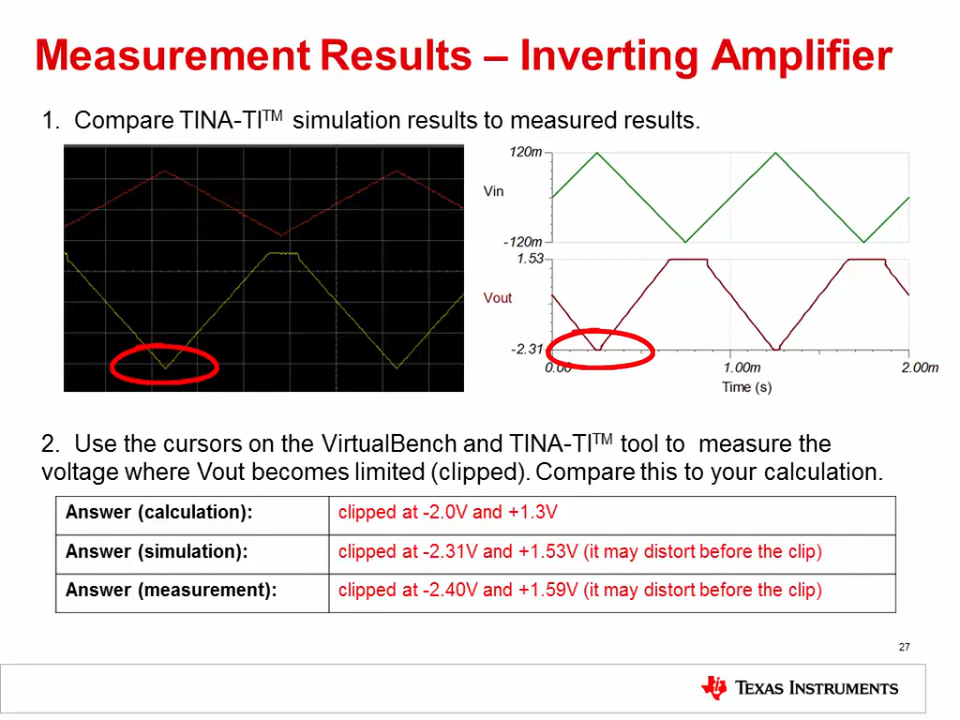 Measurement Results – Inverting Amplifier
1. Compare TINA-TI™ simulation results to measured results.
120m
Vin
-120m
1.53
Vout
-2.31
0.00 1.00m 2.00m
Time (s)
2. Use the cursors on the VirtualBench and TINA-TI™ tool to measure the
voltage where Vout becomes limited (clipped). Compare this to your calculation.
Answer (calculation): clipped at -2.0V and +1.3V
Answer (simulation): clipped at -2.31V and +1.53V (it may distort before the clip)
Answer (measurement): clipped at -2.40V and +1.59V (it may distort before the clip)
27
TEXAS INSTRUMENTS